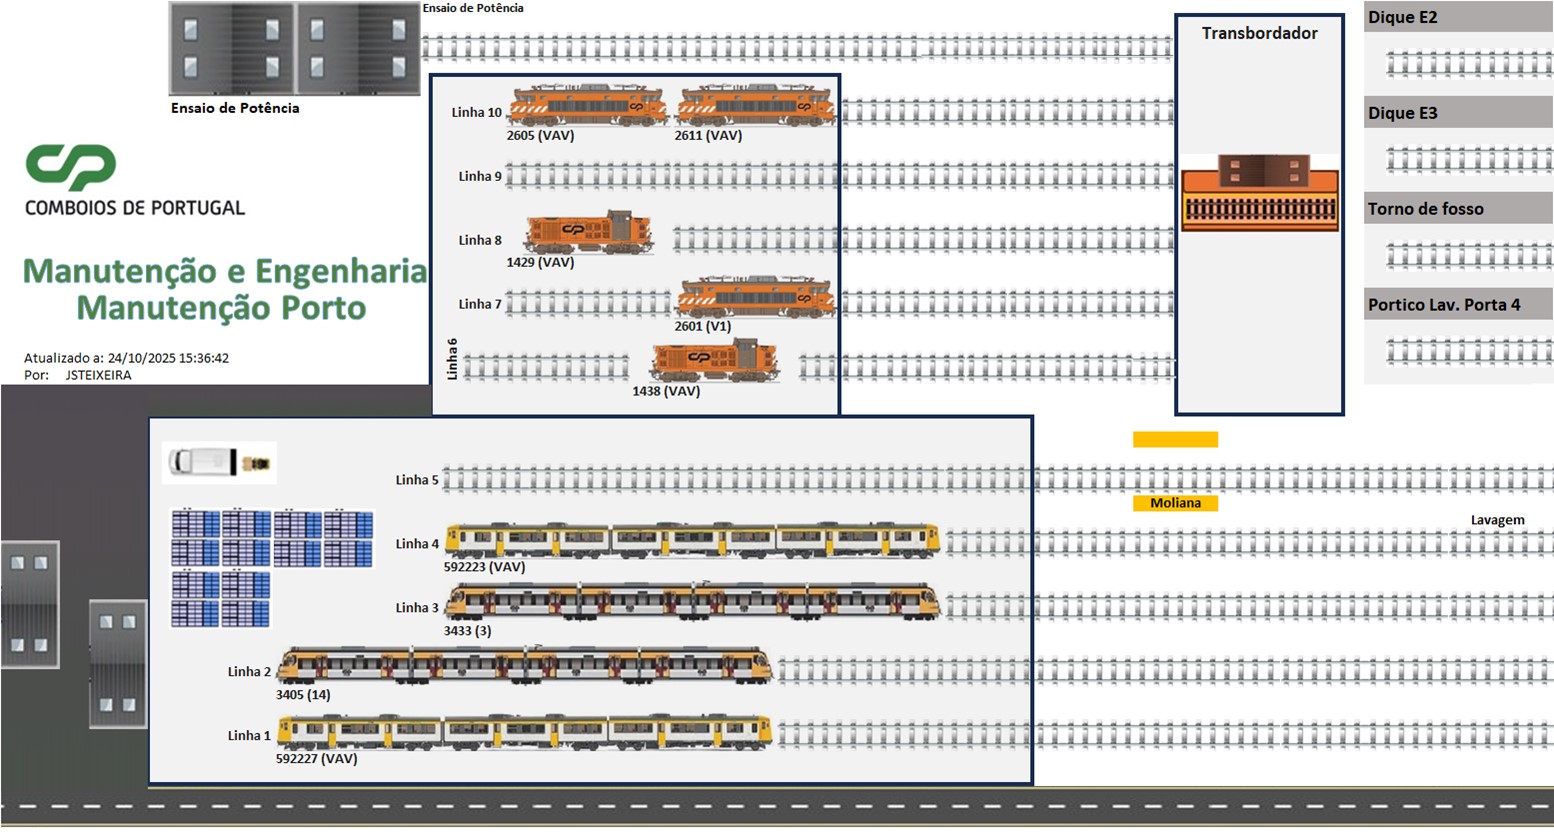 Ensaio de Potência
Ensaio de Potência
CP
COMBOIOS DE PORTUGAL
Manutenção e Engenharia
Manutenção Porto
Atualizado a: 24/10/2025 15:36:42
Por: JSTEIXEIRA
Linha 10
2605 (VAV)
2611 (VAV)
Linha 9
Linha 8
1429 (VAV)
Linha 7
2601 (V1)
Linha 6
1438 (VAV)
Transbordador
Dique E2
Dique E3
Torno de fosso
Portico Lav. Porta 4
Linha 5
Moliana
Lavagem
Linha 4
592223 (VAV)
Linha 3
3433 (3)
Linha 2
3405 (14)
Linha 1
592227 (VAV)